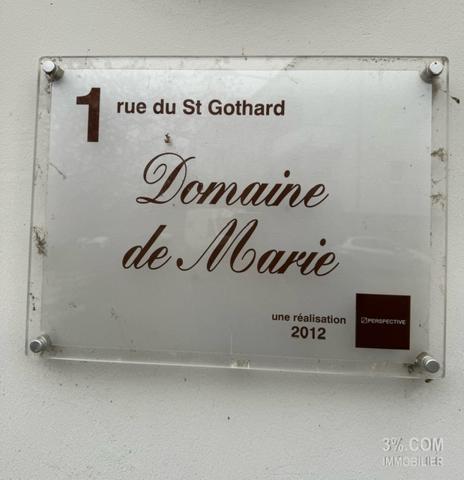 1 rue du St Gothard
Domaine
de Marie
une réalisation
2012
PERSPECTIVE
3%.COM
IMMOBILIER